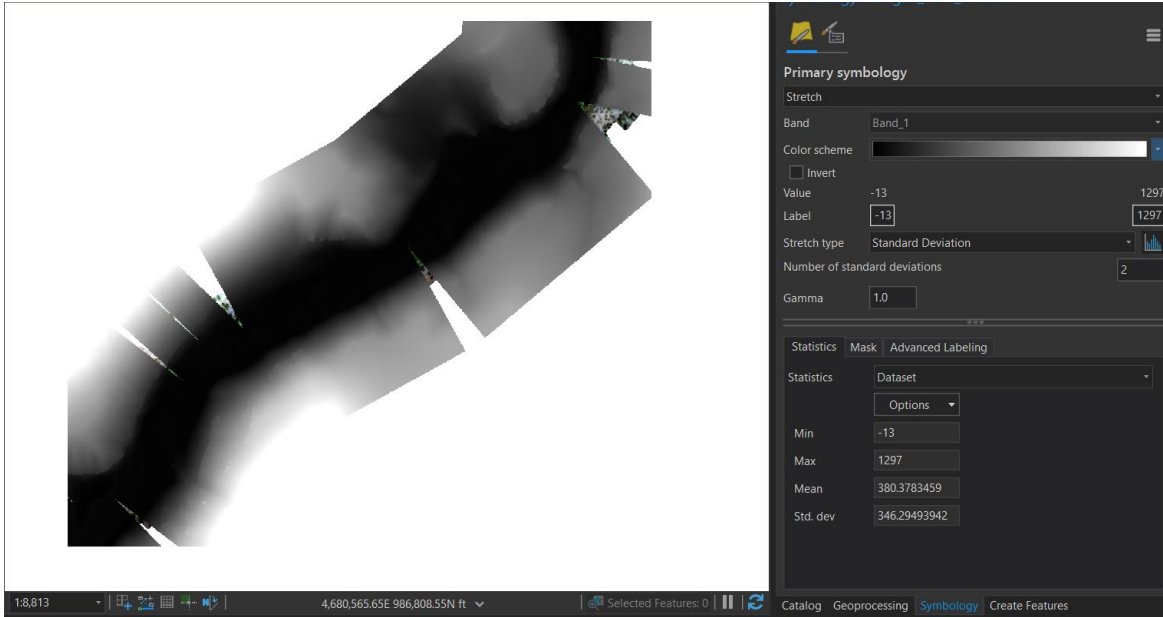 Primary symbology
Stretch
Band Band_1
Color scheme
Invert
Value -13 1297
Label -13 1297
Stretch type Standard Deviation
Number of standard deviations 2
Gamma 1.0
Statistics Mask Advanced Labeling
Statistics Dataset
Options
Min -13
Max 1297
Mean 380.3783459
Std. dev 346.29493942
1:8,813 4,680,565.65E 986,808.55N ft Selected Features: 0
Catalog Geoprocessing Symbology Create Features